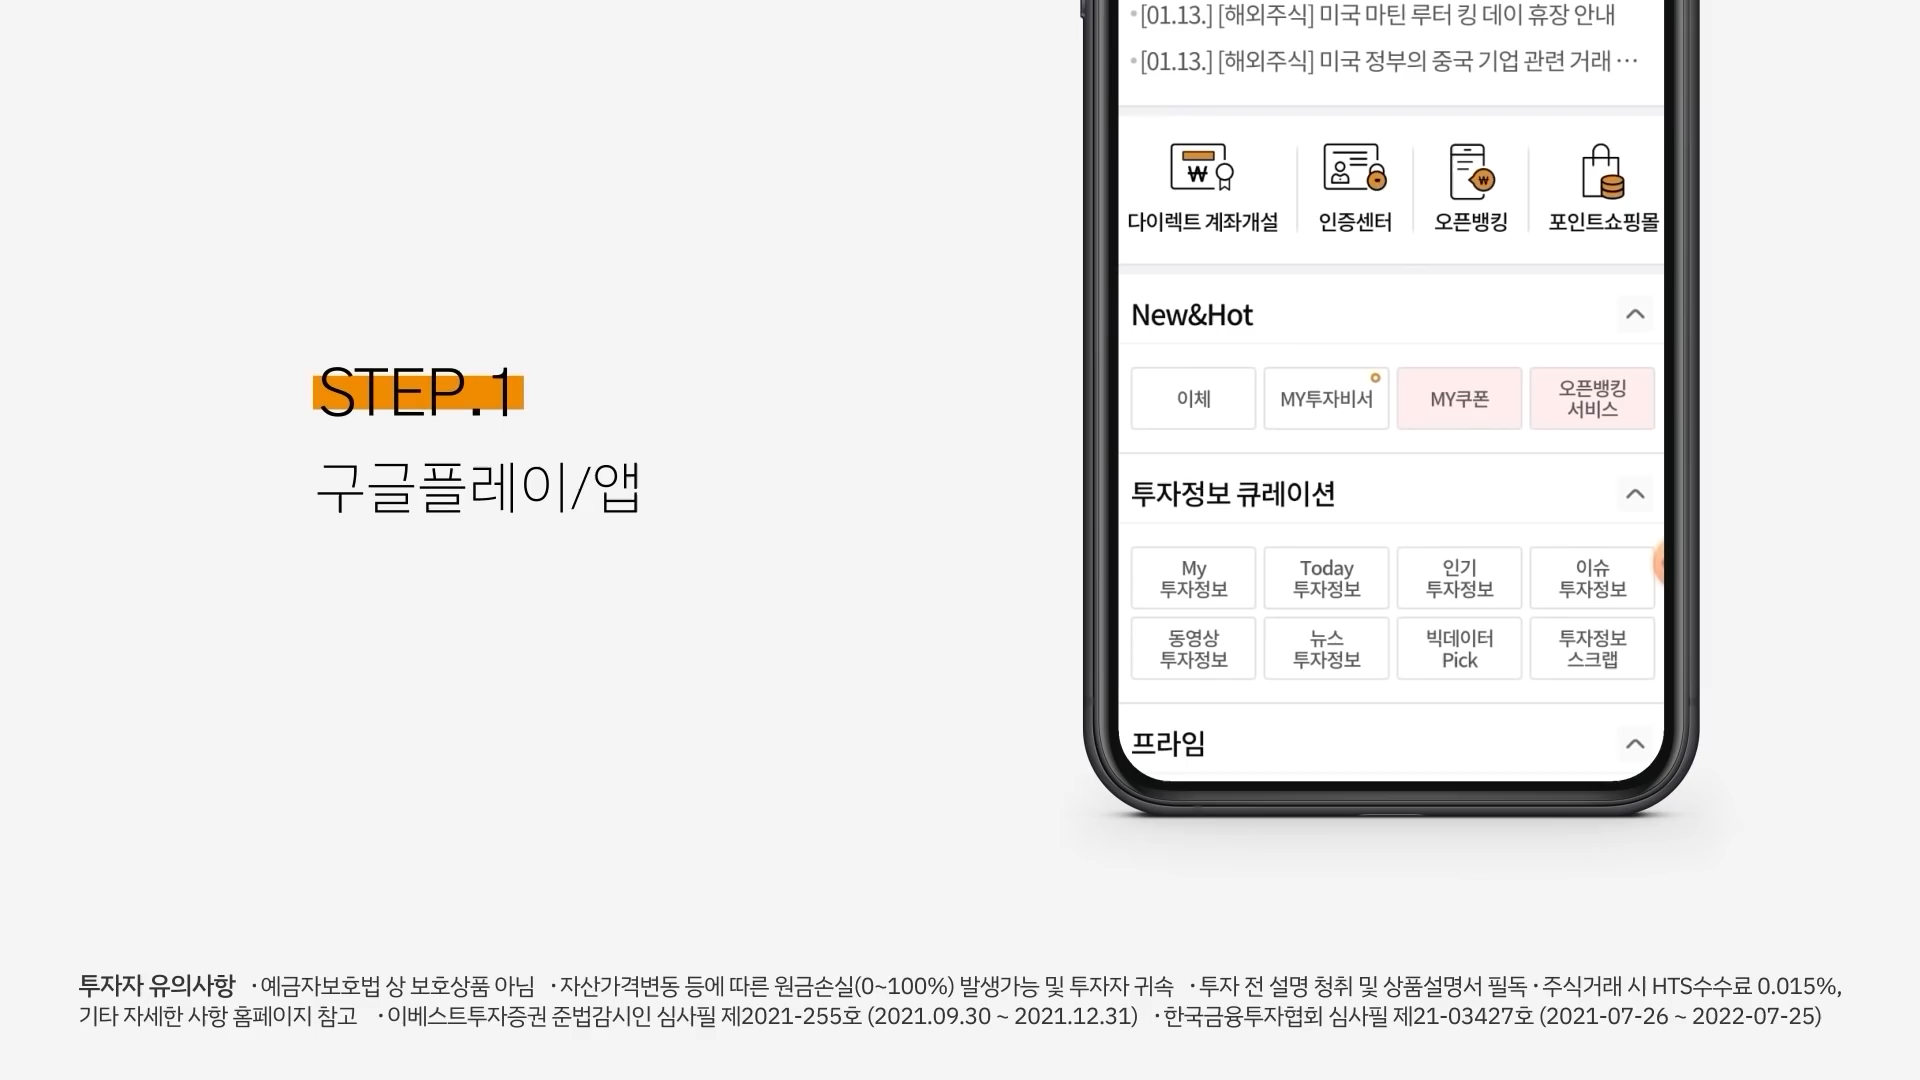 •[01.13.] [해외주식] 미국 마틴 루터 킹 데이 휴장 안내
•[01.13.] [해외주식] 미국 정부의 중국 기업 관련 거래 ⋯
다이렉트 계좌개설 인증센터 오픈뱅킹 포인트쇼핑몰
New&Hot
이체 MY투자비서 MY쿠폰 오픈뱅킹
서비스
STEP.1
구글플레이/앱
투자정보 큐레이션
My Today 인기 이슈
투자정보 투자정보 투자정보 투자정보
동영상 뉴스 빅데이터 투자정보
투자정보 투자정보 Pick 스크랩
프라임
투자자 유의사항 ·예금자보호법 상 보호상품 아님 ·자산가격변동 등에 따른 원금손실(0~100%) 발생가능 및 투자자 귀속 ·투자 전 설명 청취 및 상품설명서 필독·주식거래 시 HTS수수료 0.015%,
기타 자세한 사항 홈페이지 참고 ·이베스트투자증권 준법감시인 심사필 제2021-255호 (2021.09.30 ~ 2021.12.31) ·한국금융투자협회 심사필 제21-03427호 (2021-07-26 ~ 2022-07-25)